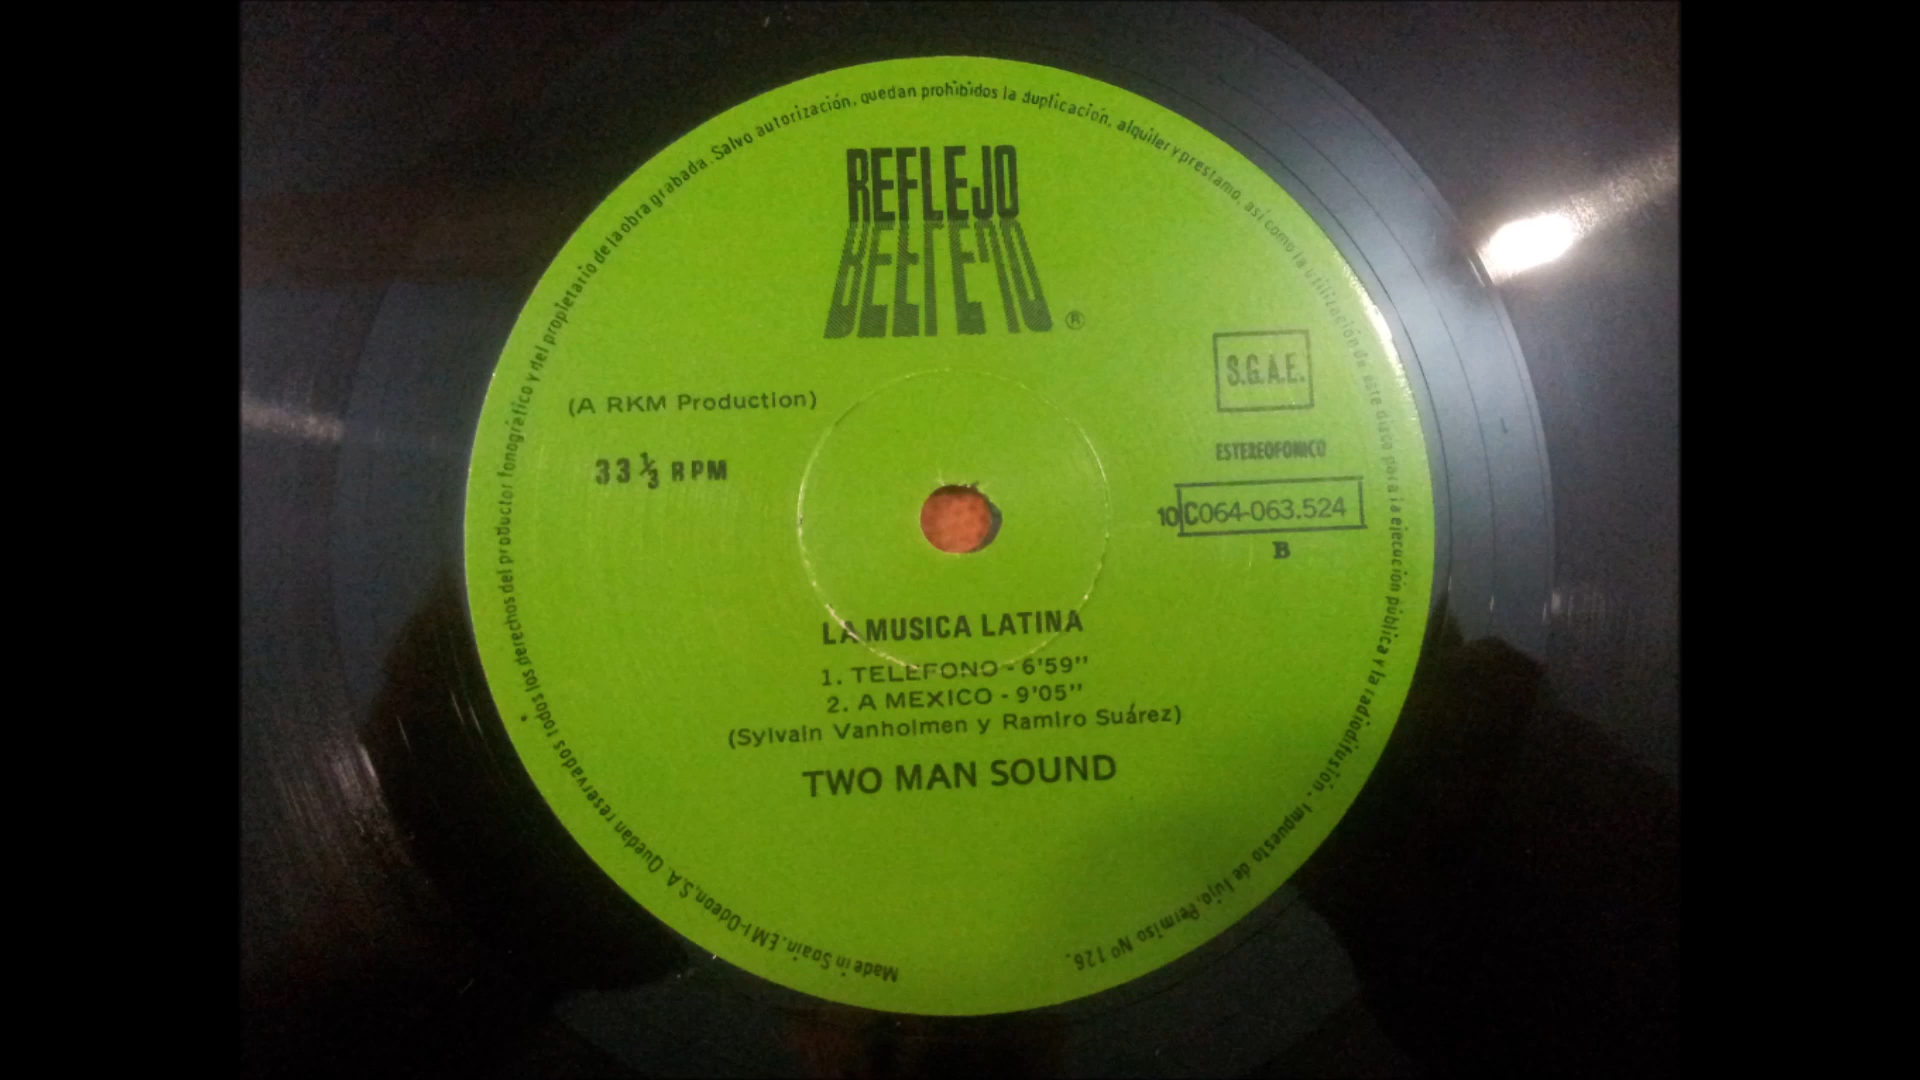 Made in Spain. EMI-Odeon, S.A. Quedan reservados todos los derechos del productor fonográfico y del propietario de la obra grabada. Salvo autorización, quedan prohibidos la duplicación, alquiler y prestamo, así como la utilización de este disco para la ejecución pública y la radiodifusión. Impuesto de lujo. Permiso Nº 126.
REFLEJO
REFLEJO
®
S.G.A.E.
(A RKM Production)
ESTEREOFONICO
33 1/3 RPM
10 C064-063.524
B
LA MUSICA LATINA
1. TELEFONO - 6'59"
2. A MEXICO - 9'05"
(Sylvain Vanholmen y Ramiro Suárez)
TWO MAN SOUND